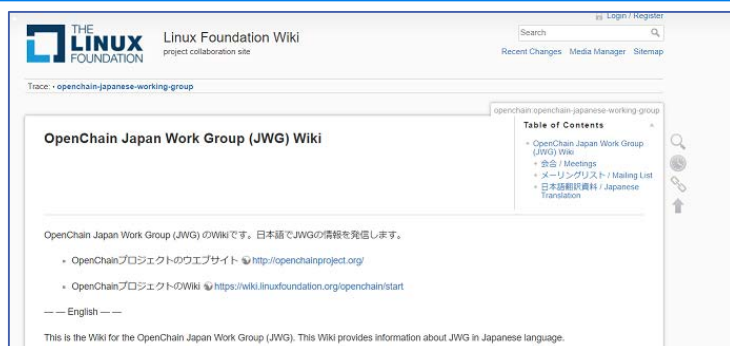 Login / Register
THE
LINUX
FOUNDATION
Linux Foundation Wiki
project collaboration site
Search
Recent Changes Media Manager Sitemap
Trace: • openchain-japanese-working-group
openchain:openchain-japanese-working-group
OpenChain Japan Work Group (JWG) Wiki
Table of Contents
OpenChain Japan Work Group
(JWG) Wiki
会合 / Meetings
メーリングリスト / Mailing List
日本語翻訳資料 / Japanese
Translation
OpenChain Japan Work Group (JWG) のWikiです。日本語でJWGの情報を発信します。
OpenChainプロジェクトのウエブサイト http://openchainproject.org/
OpenChainプロジェクトのWiki https://wiki.linuxfoundation.org/openchain/start
— — English — —
This is the Wiki for the OpenChain Japan Work Group (JWG). This Wiki provides information about JWG in Japanese language.